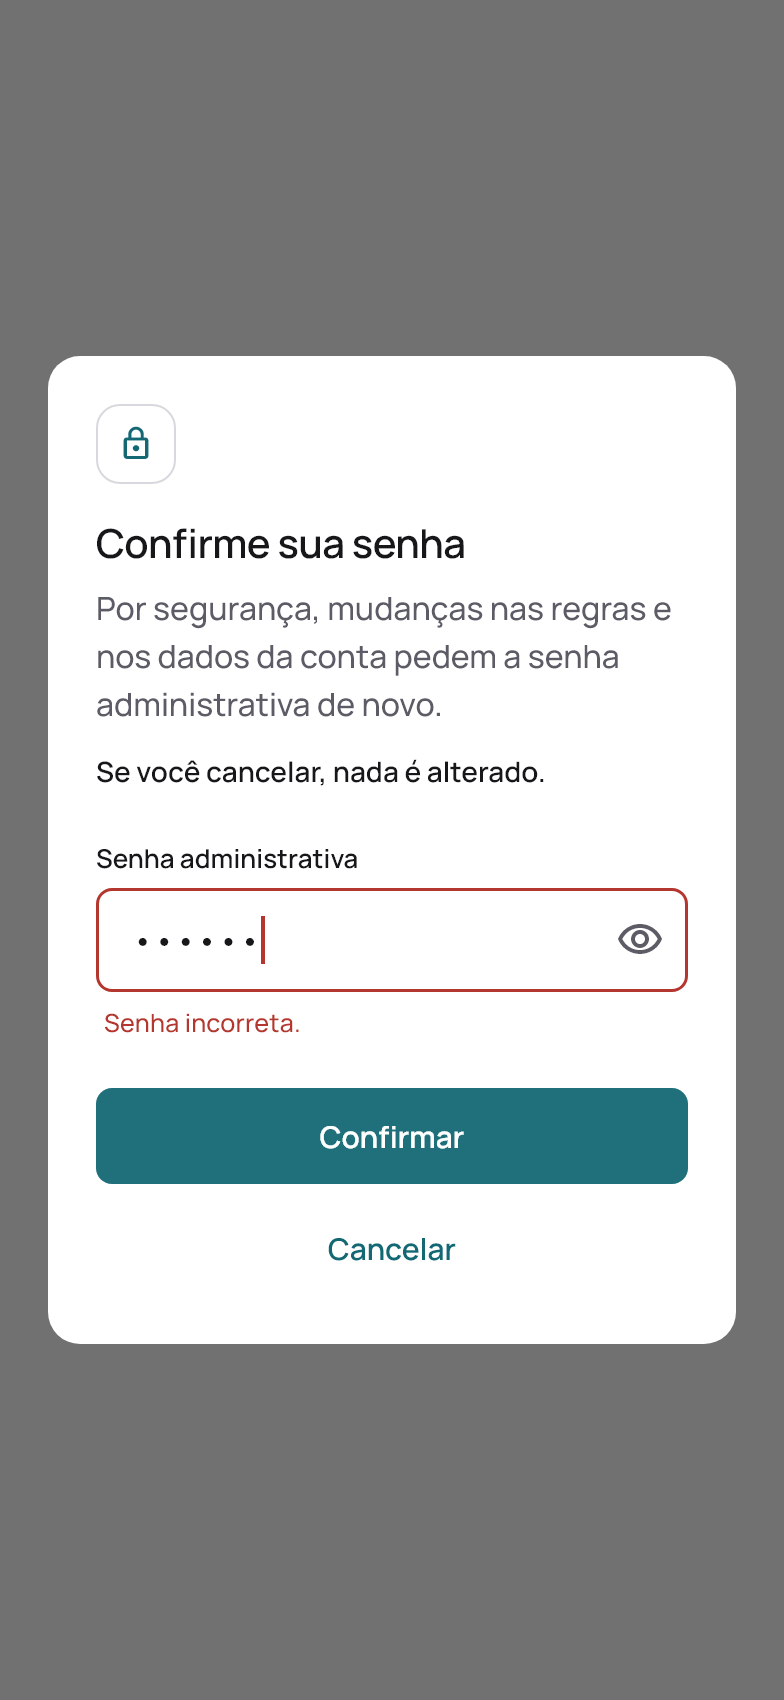 Confirme sua senha
Por segurança, mudanças nas regras e
nos dados da conta pedem a senha
administrativa de novo.
Se você cancelar, nada é alterado.
Senha administrativa
••••••
Senha incorreta.
Confirmar
Cancelar